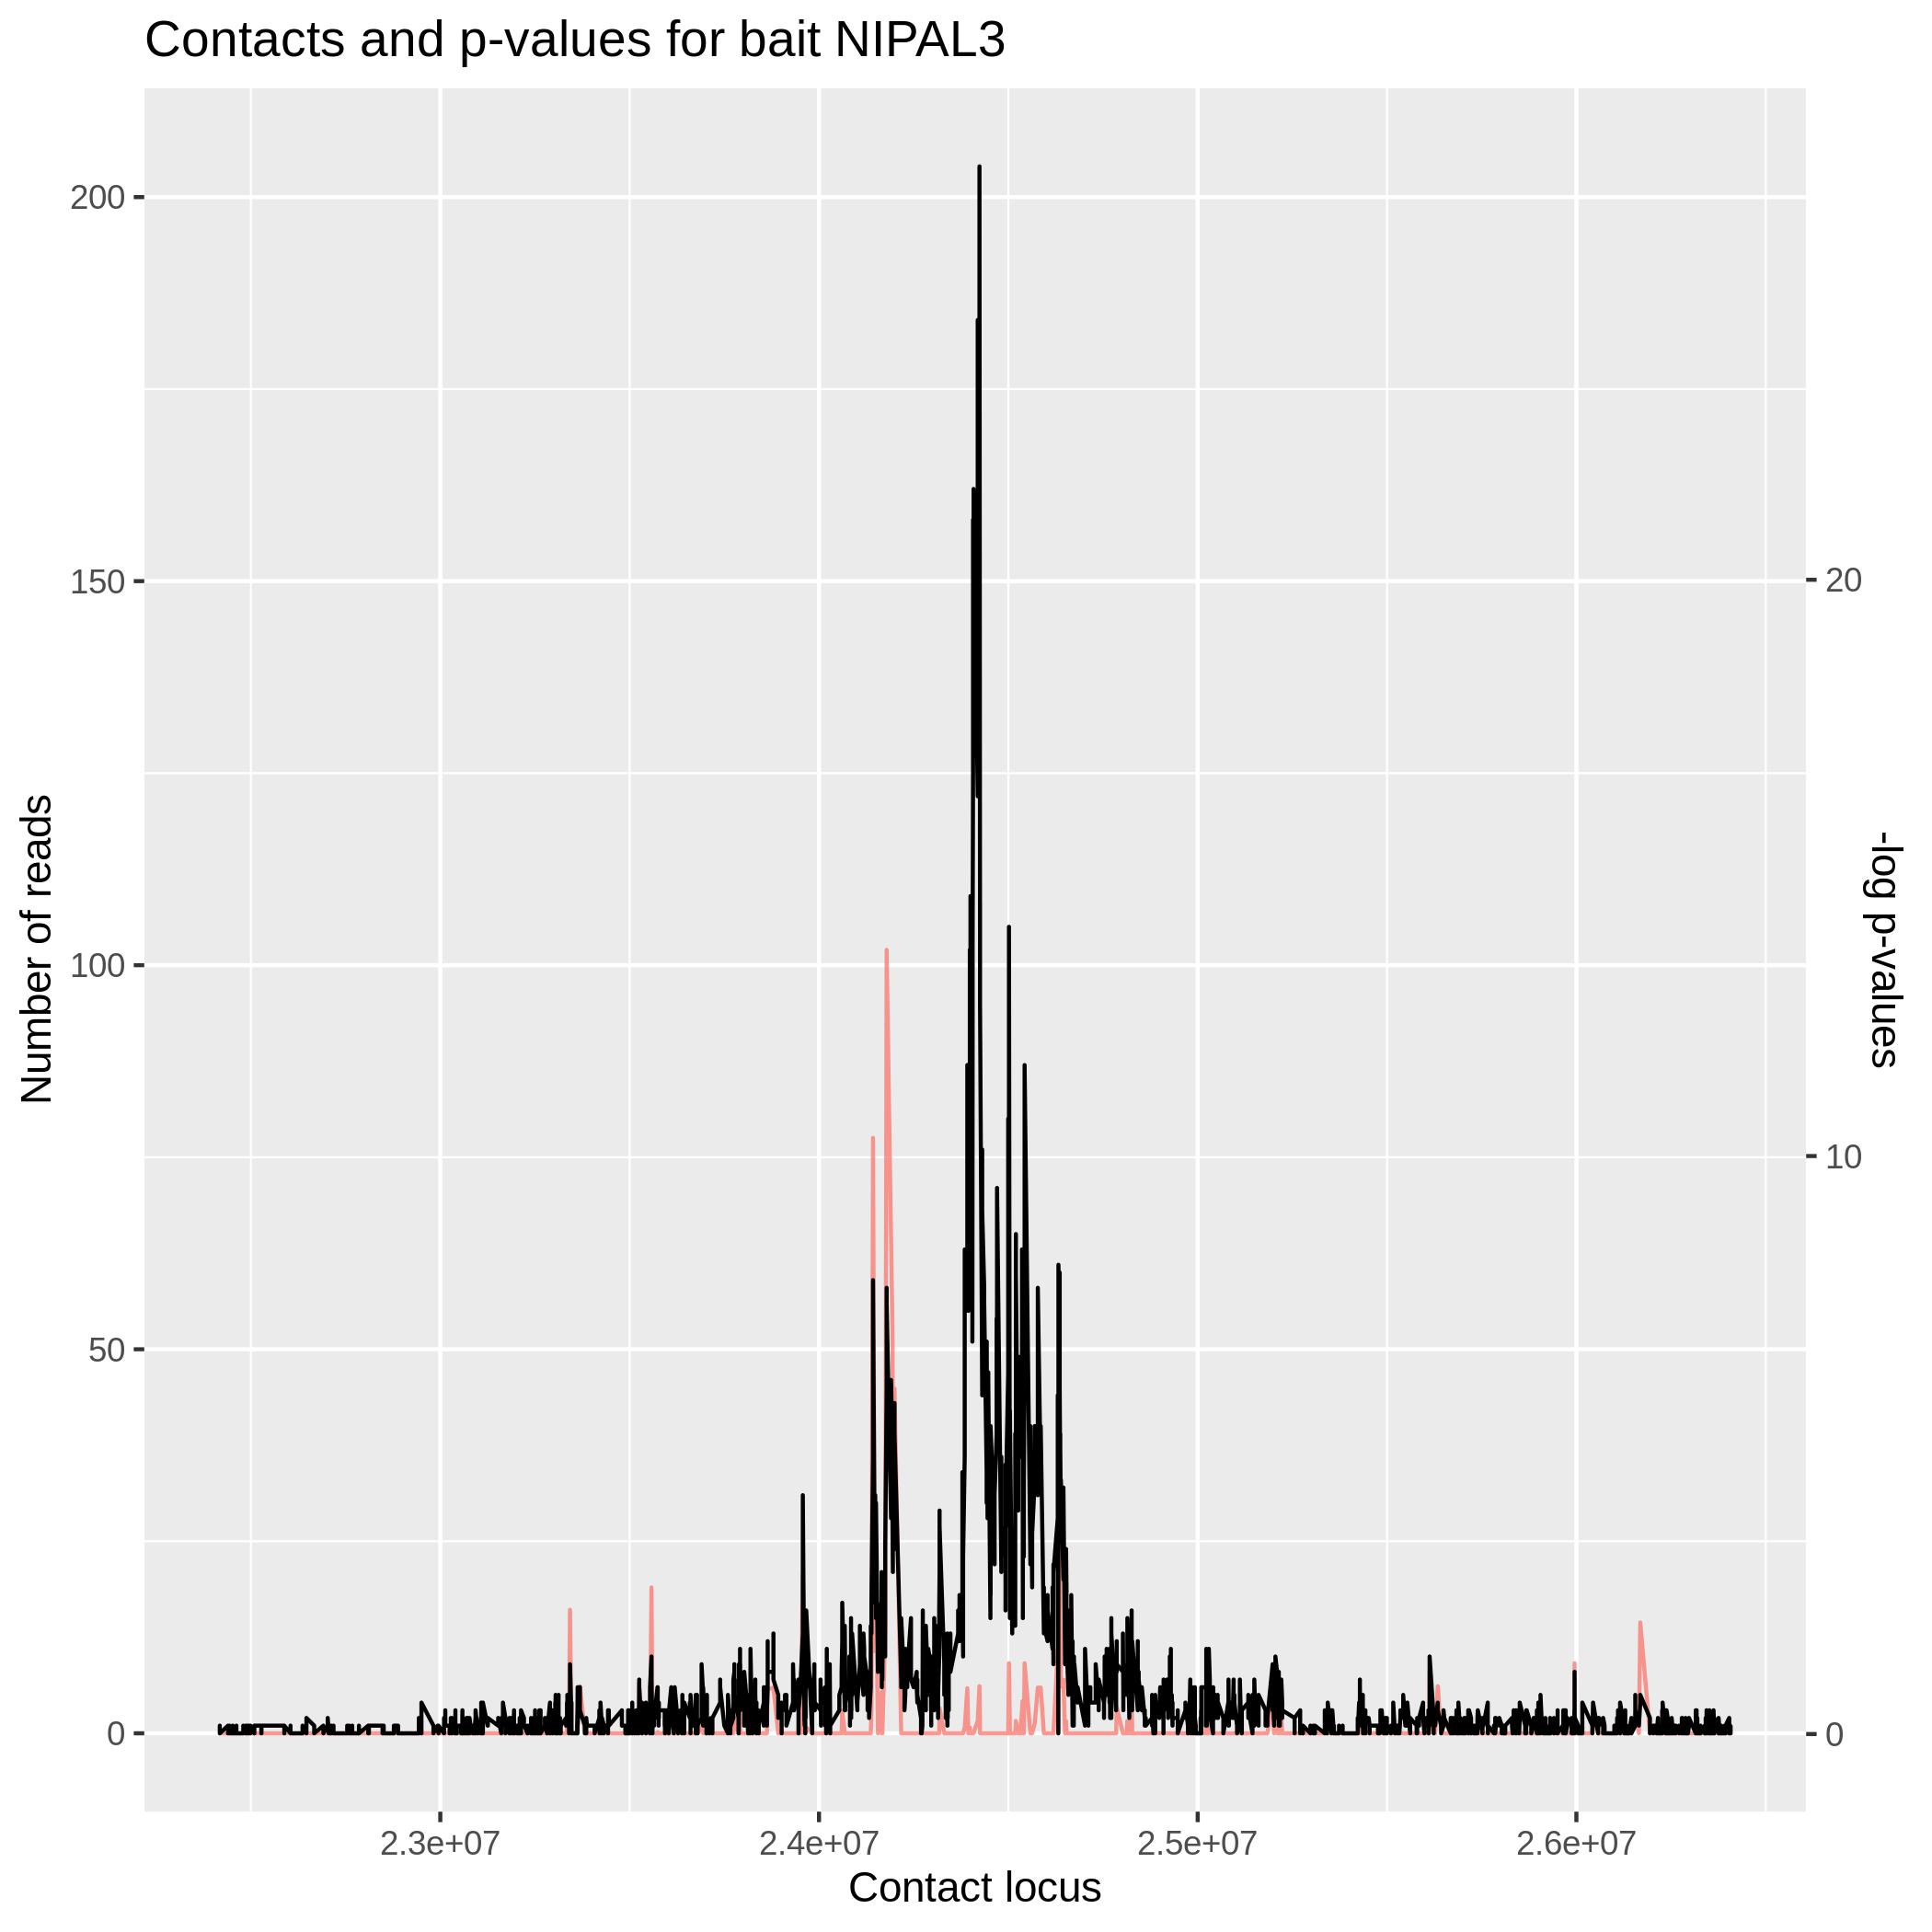 Contacts and p-values for bait NIPAL3
200
150
100
50
0
Number of reads
20
10
0
-log p-values
2.3e+07
2.4e+07
2.5e+07
2.6e+07
Contact locus